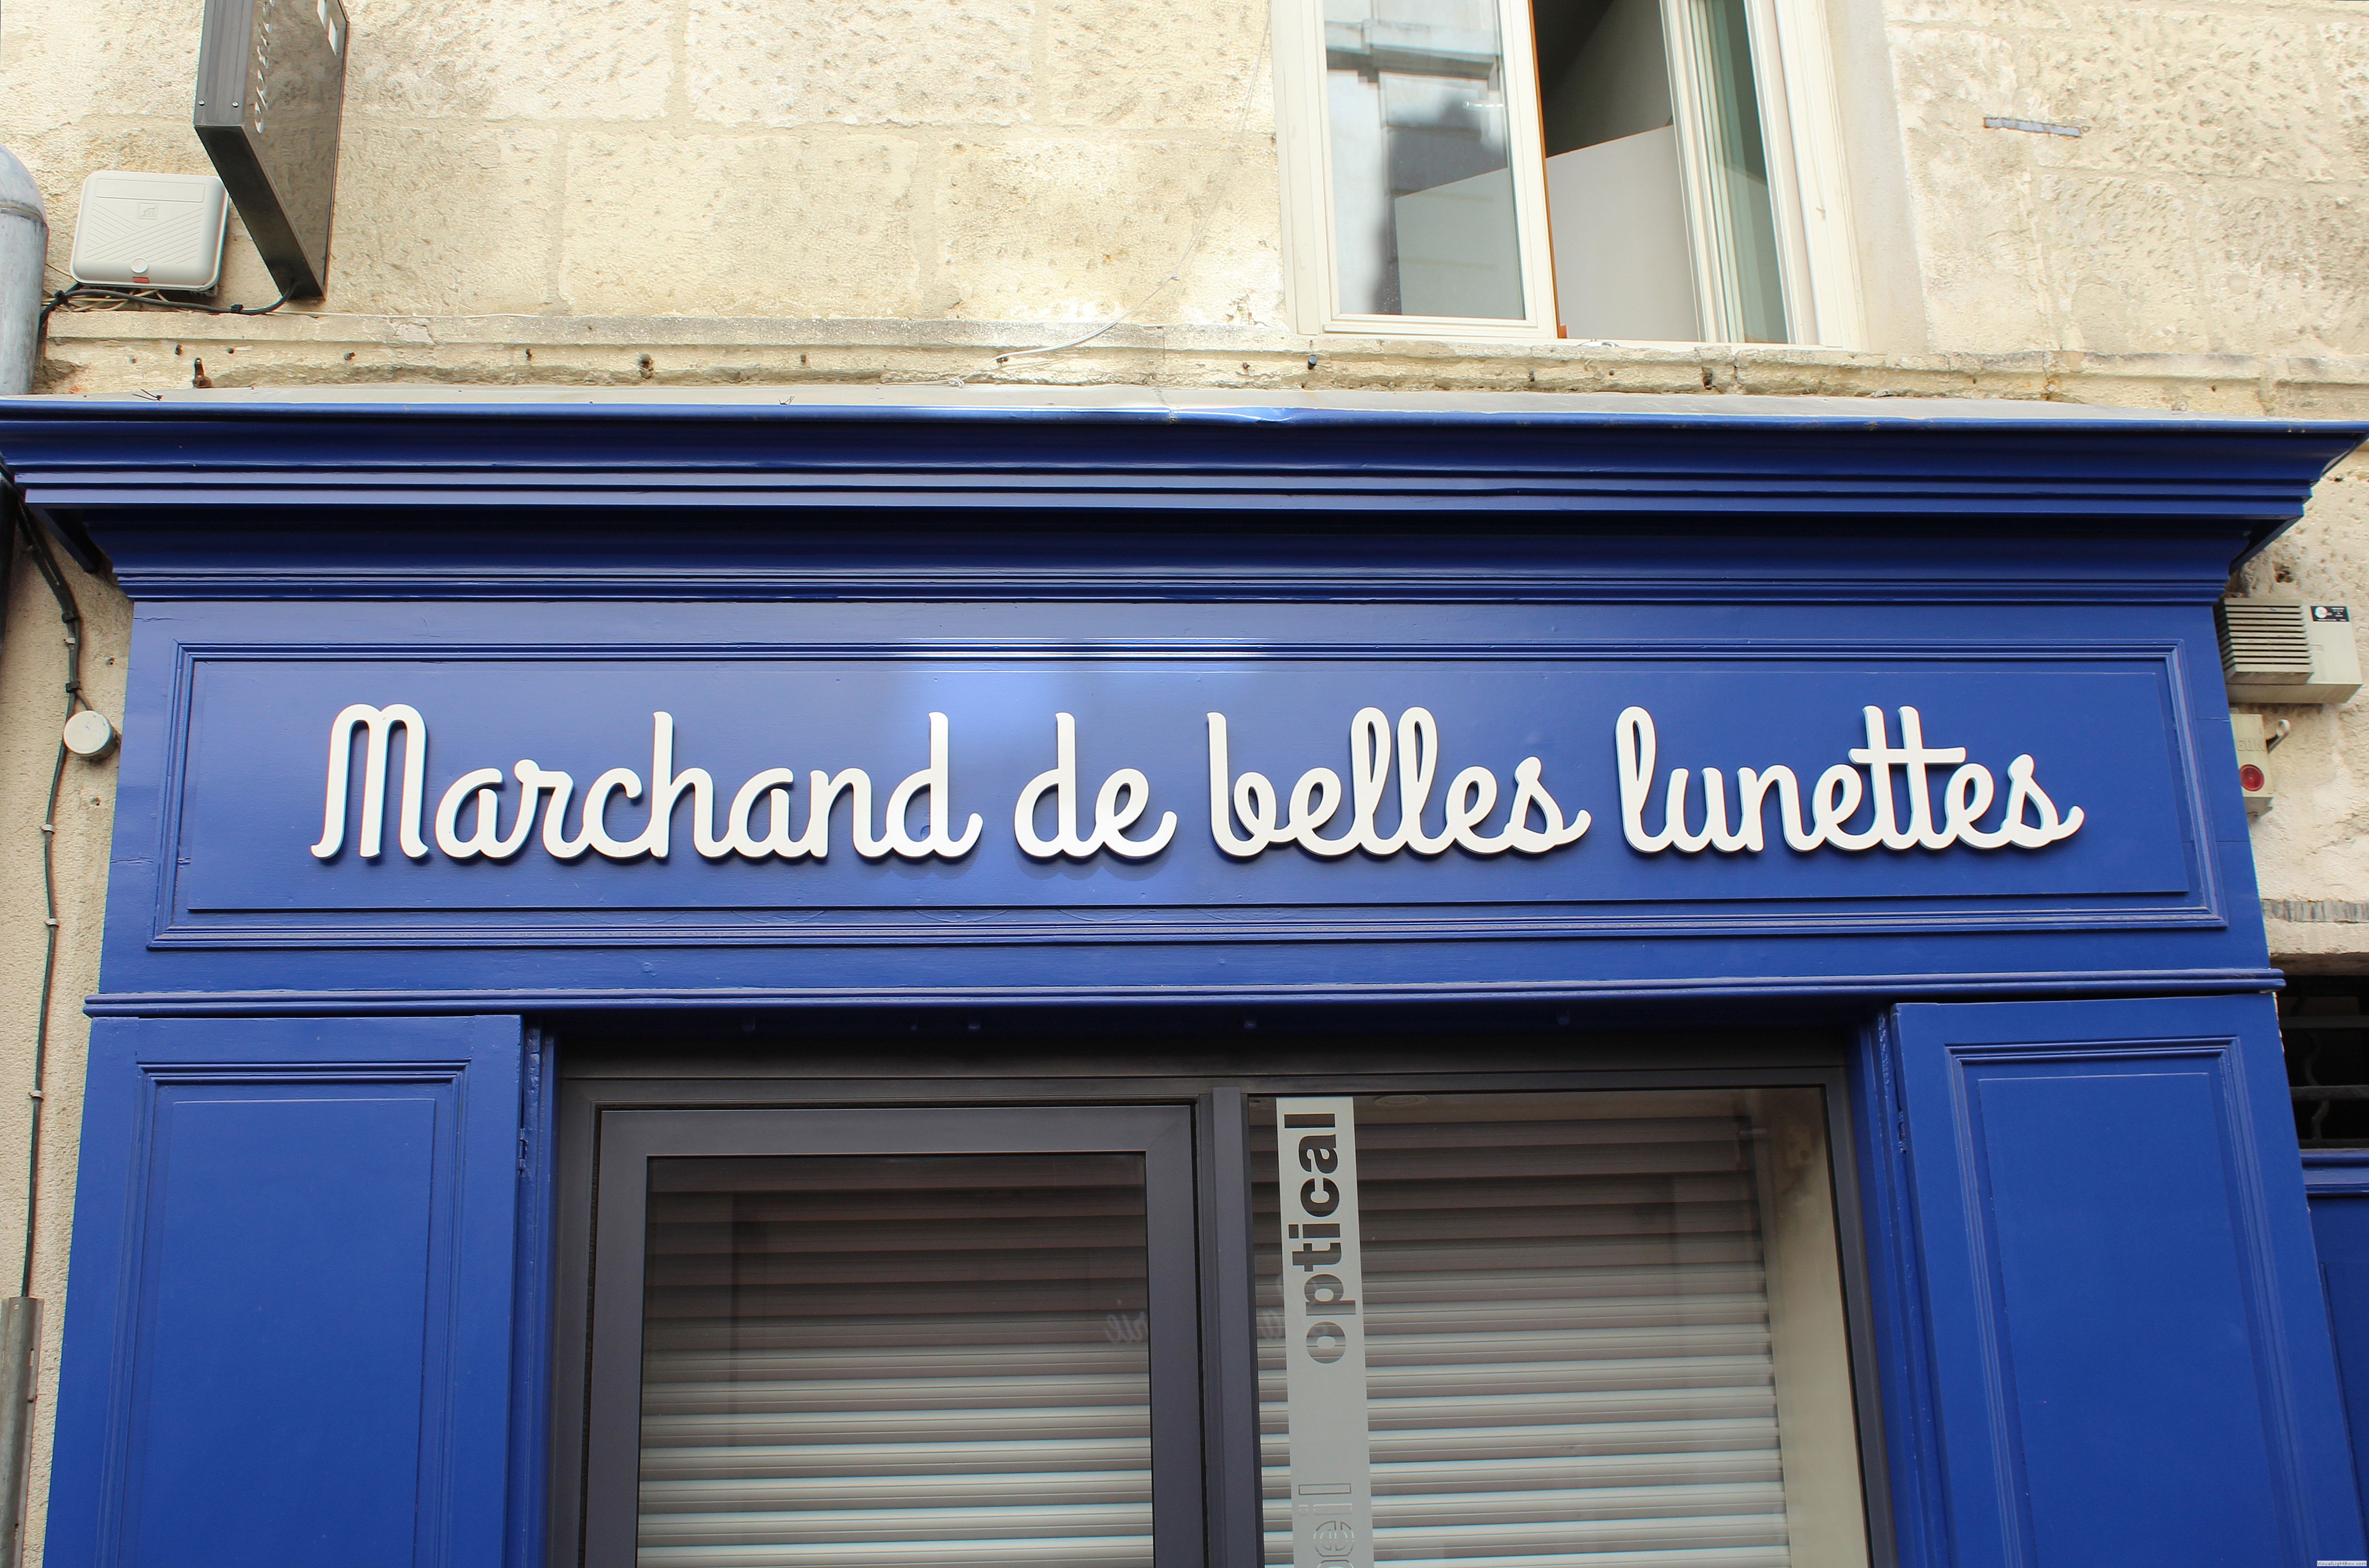 Marchand de belles lunettes
optical